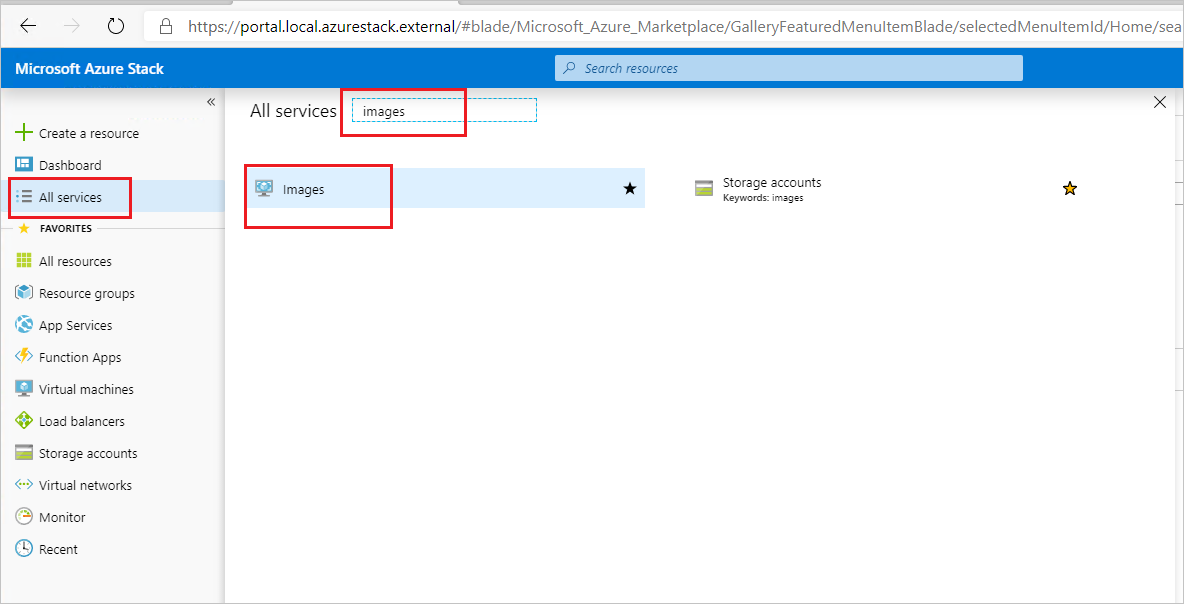 https://portal.local.azurestack.external/#blade/Microsoft_Azure_Marketplace/GalleryFeaturedMenuItemBlade/selectedMenuItemId/Home/sea
Microsoft Azure Stack
Search resources
Create a resource
Dashboard
All services
FAVORITES
All resources
Resource groups
App Services
Function Apps
Virtual machines
Load balancers
Storage accounts
Virtual networks
Monitor
Recent
All services
images
Images
Storage accounts
Keywords: images